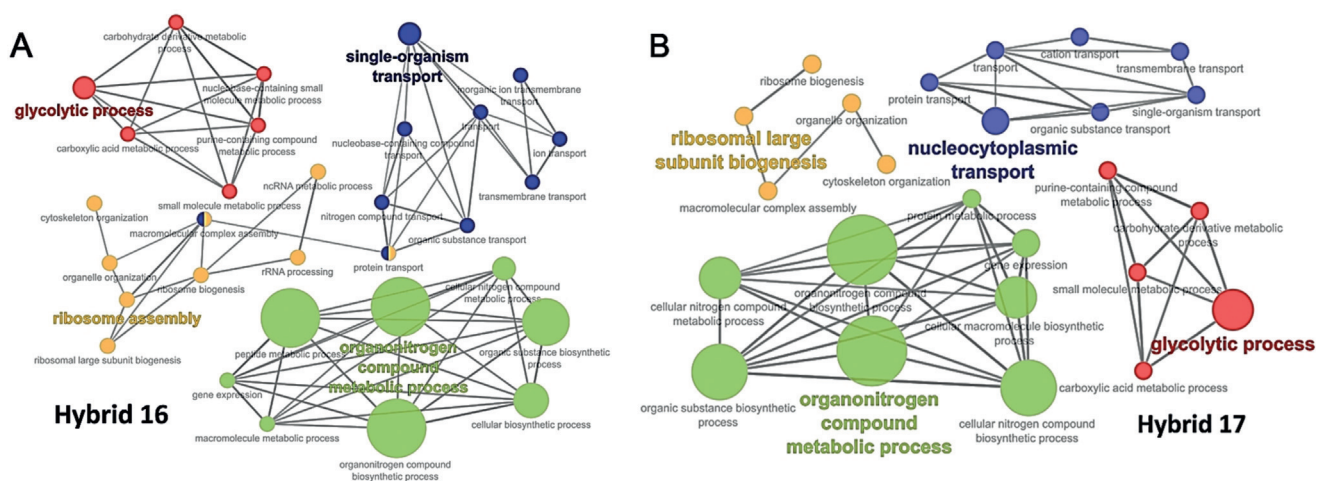 A
carbohydrate derivative metabolic
process
glycolytic process
nucleobase-containing small
molecule metabolic process
purine-containing compound
metabolic process
carboxylic acid metabolic process
small molecule metabolic process
single-organism
transport
inorganic ion transmembrane
transport
transport
nucleobase-containing compound
transport
ion transport
transmembrane transport
nitrogen compound transport
organic substance transport
protein transport
ncRNA metabolic process
cytoskeleton organization
macromolecular complex assembly
organelle organization
ribosome biogenesis
rRNA processing
ribosome assembly
ribosomal large subunit biogenesis
cellular nitrogen compound
metabolic process
peptide metabolic process
organonitrogen
compound
metabolic process
organic substance biosynthetic
process
gene expression
cellular biosynthetic process
macromolecule metabolic process
organonitrogen compound
biosynthetic process
Hybrid 16
B
ribosome biogenesis
organelle organization
ribosomal large
subunit biogenesis
cytoskeleton organization
macromolecular complex assembly
cation transport
transport
transmembrane transport
protein transport
single-organism transport
organic substance transport
nucleocytoplasmic
transport
purine-containing compound
metabolic process
carbohydrate derivative metabolic
process
small molecule metabolic process
glycolytic process
carboxylic acid metabolic process
protein metabolic process
gene expression
organonitrogen compound
biosynthetic process
cellular nitrogen compound
metabolic process
cellular macromolecule biosynthetic
process
organic substance biosynthetic
process
organonitrogen
compound
metabolic process
cellular nitrogen compound
biosynthetic process
Hybrid 17